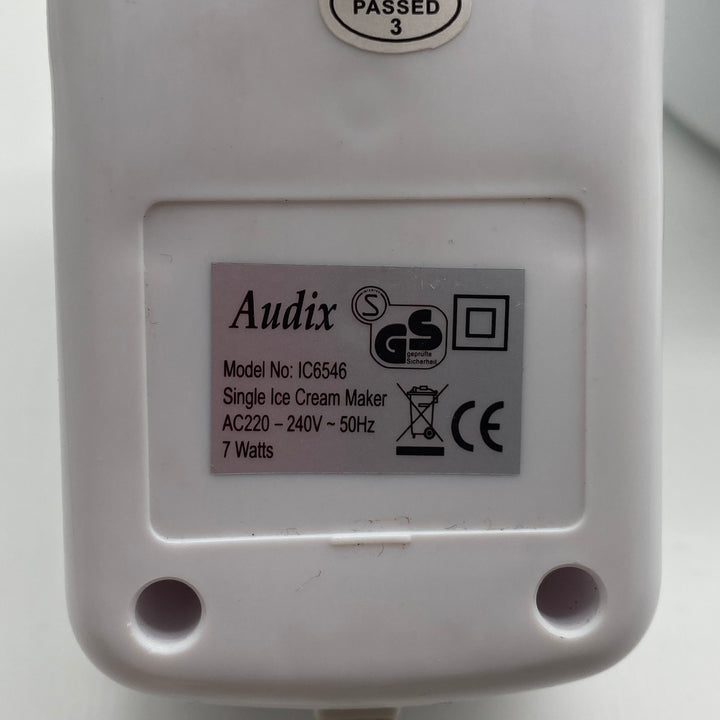 PASSED
3
Audix
S
GS
geprüfte
Sicherheit
Model No: IC6546
Single Ice Cream Maker
AC220 – 240V ~ 50Hz
7 Watts
CE